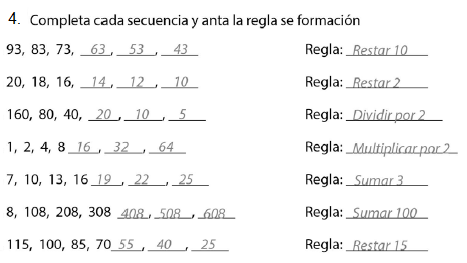 4. Completa cada secuencia y anta la regla se formación
93, 83, 73, 63, 53, 43 Regla: Restar 10
20, 18, 16, 14, 12, 10 Regla: Restar 2
160, 80, 40, 20, 10, 5 Regla: Dividir por 2
1, 2, 4, 8 16, 32, 64 Regla: Multiplicar por 2
7, 10, 13, 16 19, 22, 25 Regla: Sumar 3
8, 108, 208, 308 408, 508, 608 Regla: Sumar 100
115, 100, 85, 70 55, 40, 25 Regla: Restar 15